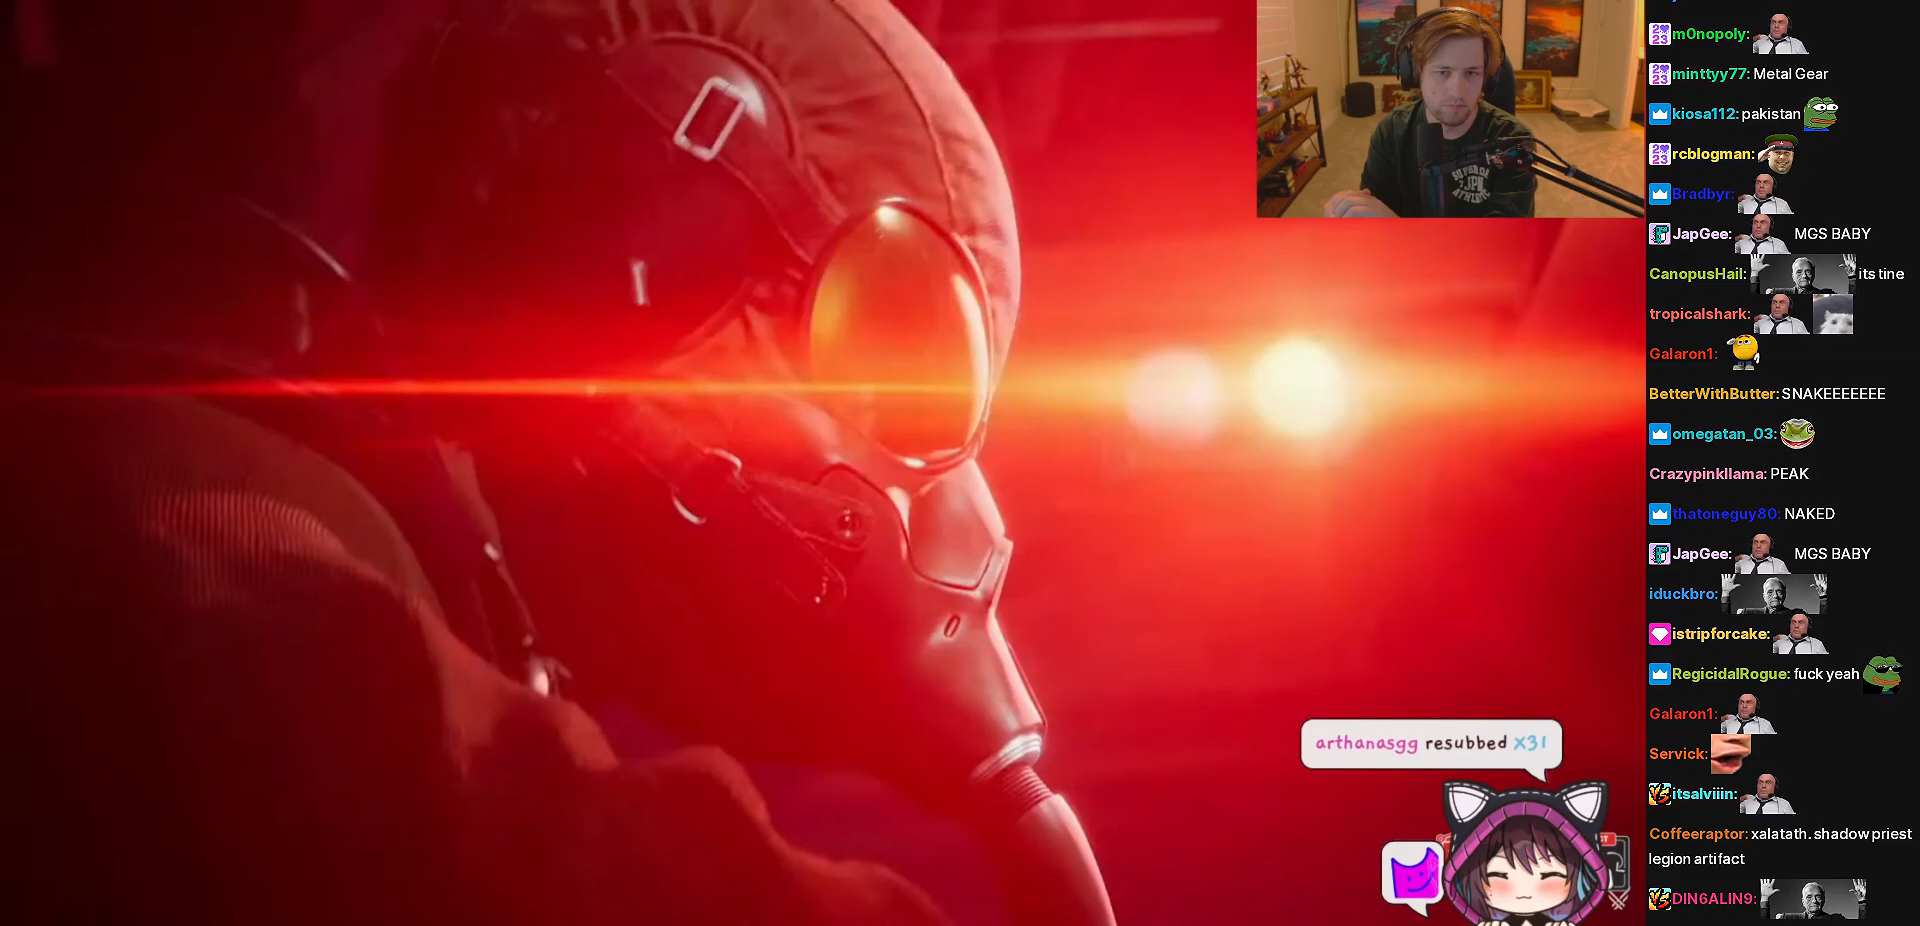 m0nopoly:
minttyy77: Metal Gear
kiosa112: pakistan
rcblogman:
Bradbyr:
JapGee: MGS BABY
CanopusHail: its tine
tropicalshark:
Galaron1:
BetterWithButter: SNAKEEEEEEE
omegatan_03:
Crazypinkllama: PEAK
thatoneguy80: NAKED
JapGee: MGS BABY
iduckbro:
istripforcake:
RegicidalRogue: fuck yeah
Galaron1:
Servick:
itsalviiin:
Coffeeraptor: xalatath. shadow priest
legion artifact
DIN6ALIN9:
arthanasgg resubbed X31